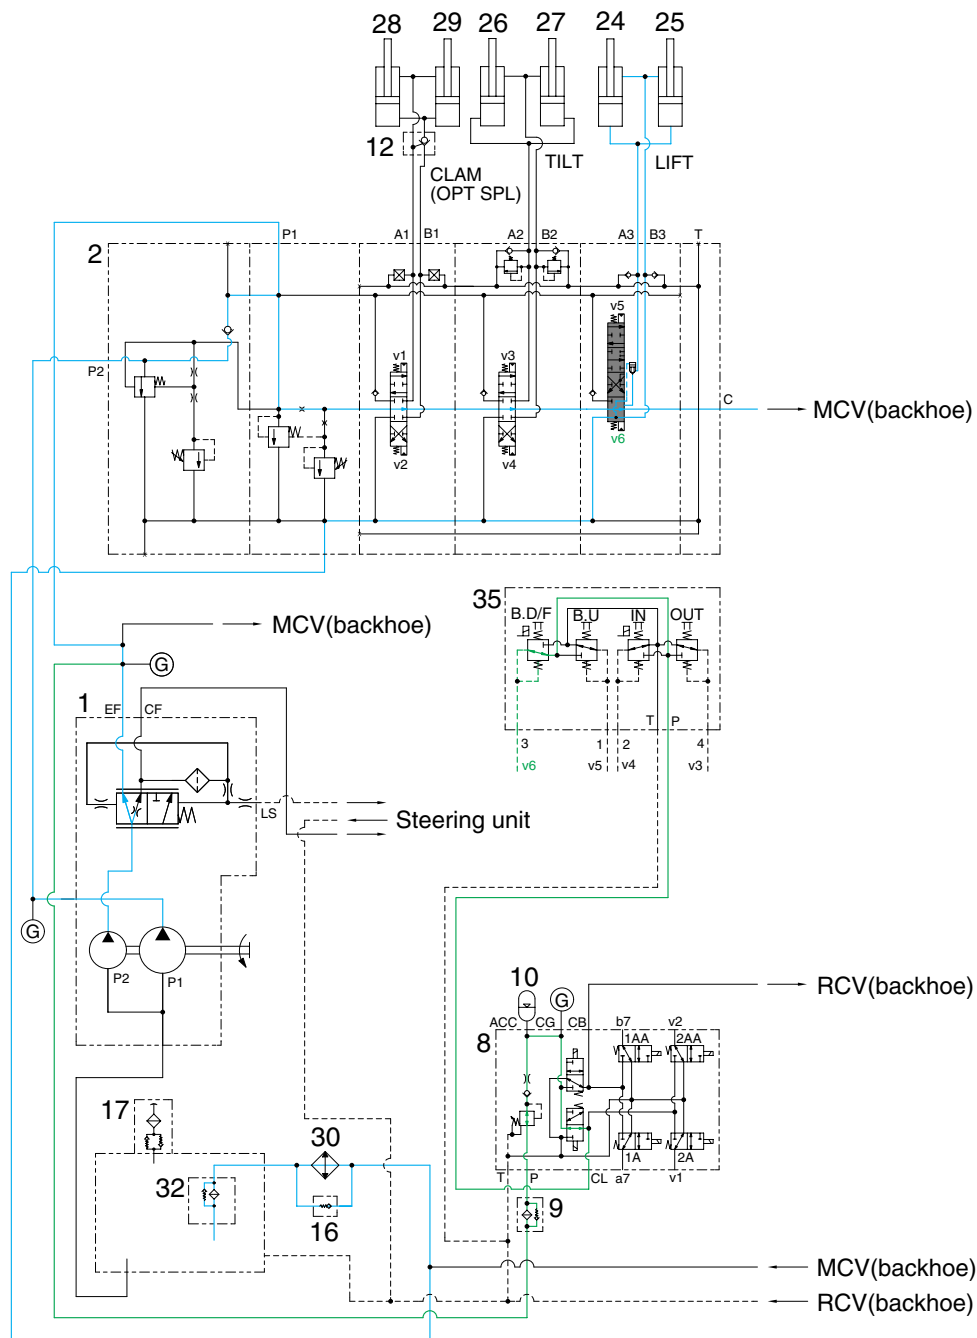 28 29 26 27 24 25
12
CLAM
(OPT SPL)
TILT
LIFT
2
P1 A1 B1 A2 B2 A3 B3 T
v5
v1 v3
P2
C
MCV(backhoe)
v6
v2 v4
35
B.D/F B.U IN OUT
MCV(backhoe)
G
1
EF CF
T P
3 1 2 4
v6 v5 v4 v3
LS
Steering unit
G
P2 P1
10
G
RCV(backhoe)
ACC CG CB b7 v2
8
1AA 2AA
17
30
1A 2A
T P CL a7 v1
32
16
9
MCV(backhoe)
RCV(backhoe)